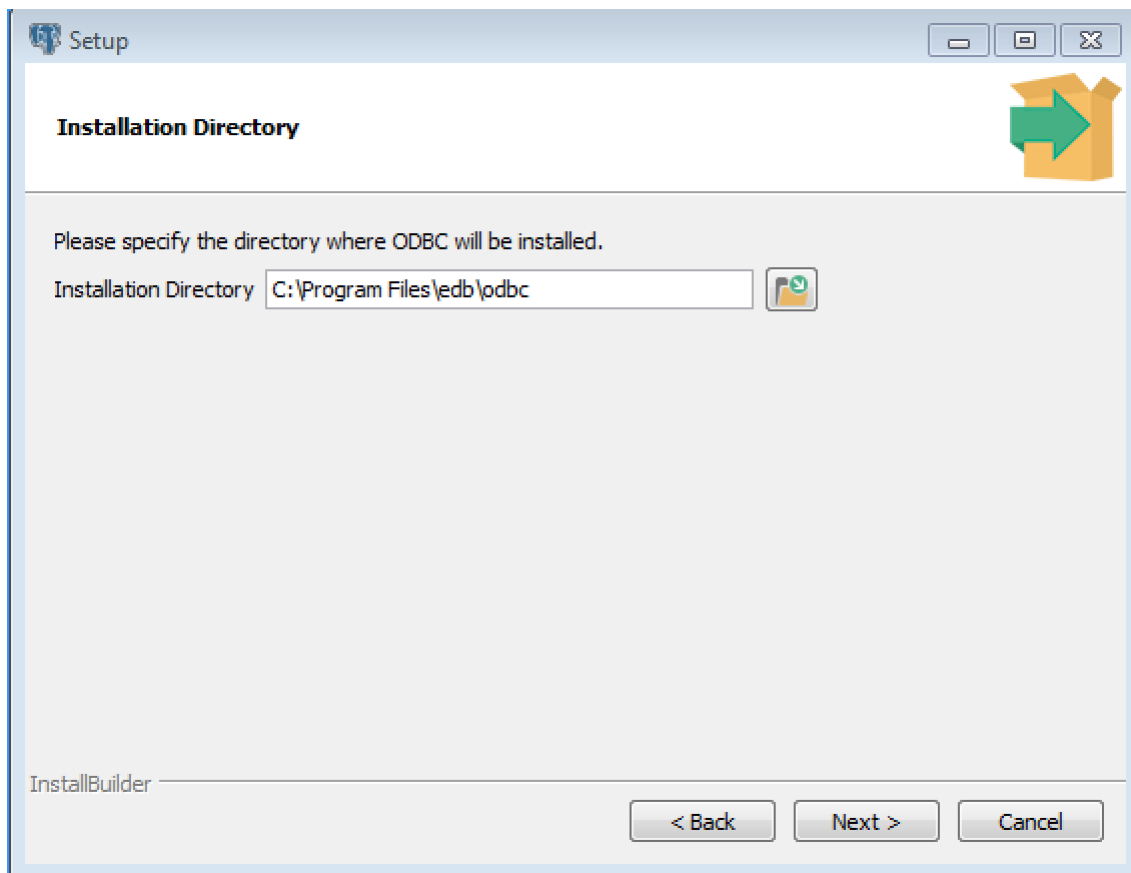 Setup
Installation Directory
Please specify the directory where ODBC will be installed.
Installation Directory C:\Program Files\edb\odbc
InstallBuilder
< Back Next > Cancel